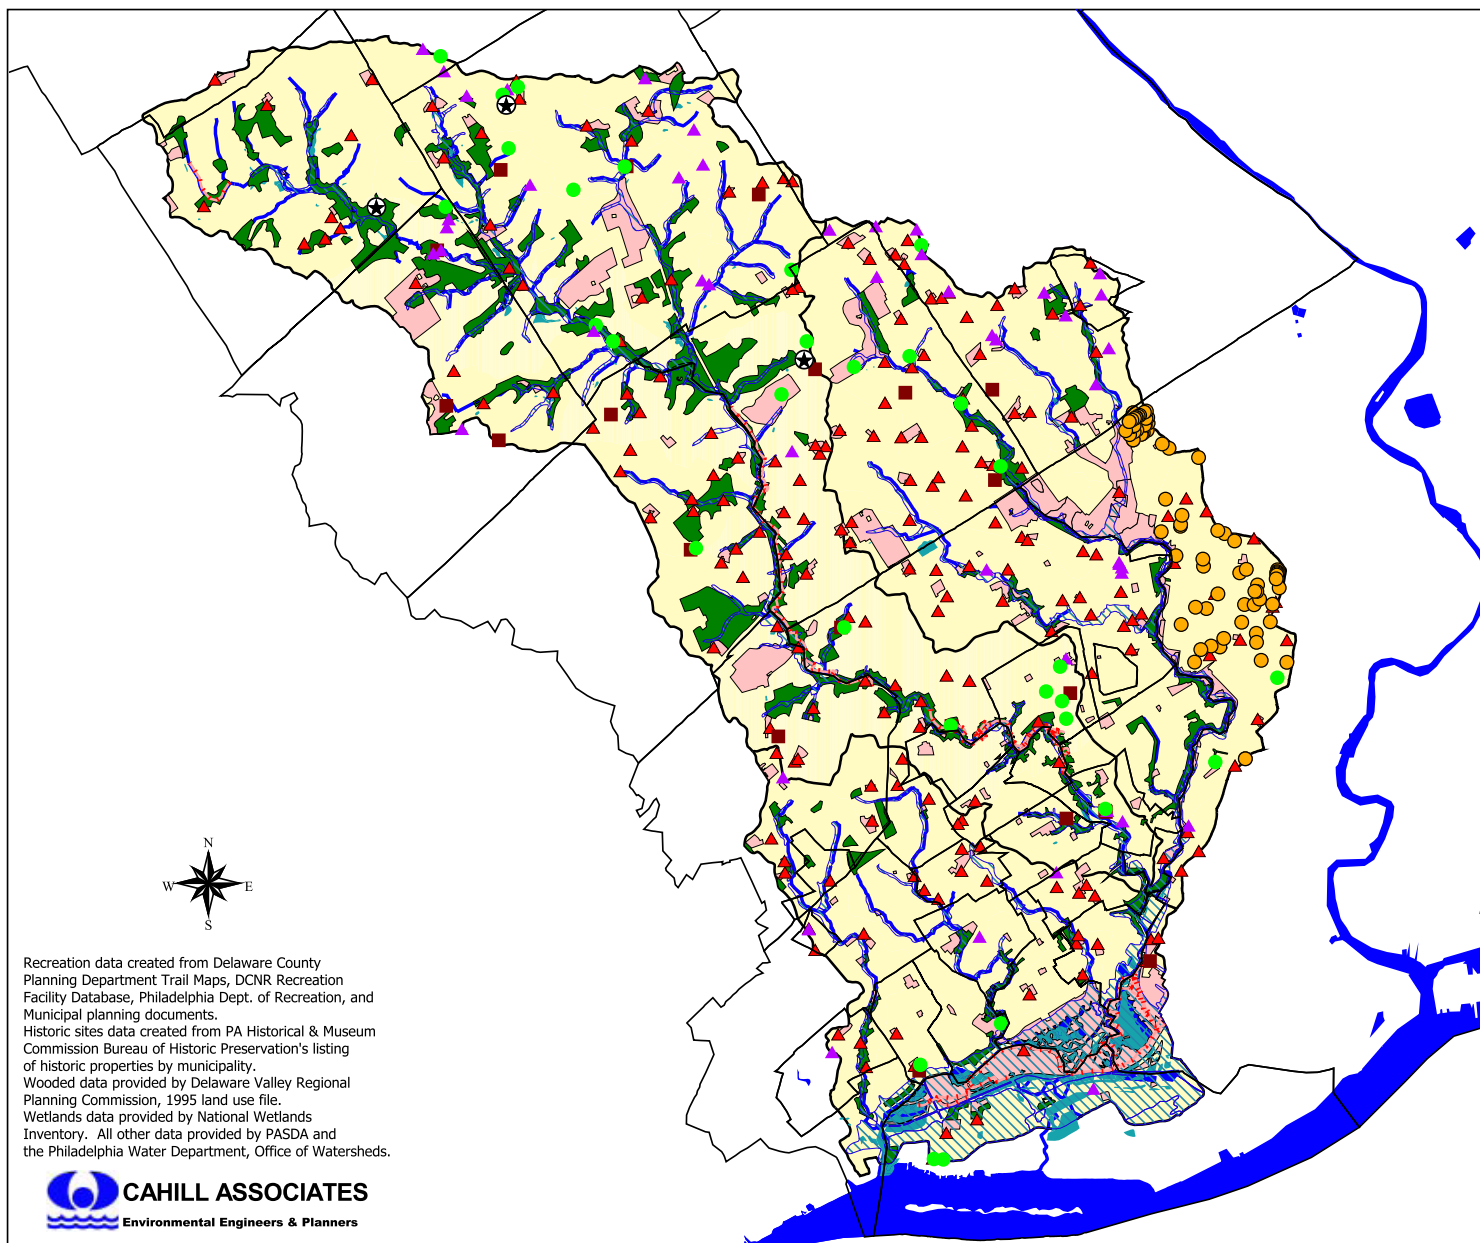 N
W E
S
Recreation data created from Delaware County
Planning Department Trail Maps, DCNR Recreation
Facility Database, Philadelphia Dept. of Recreation, and
Municipal planning documents.
Historic sites data created from PA Historical & Museum
Commission Bureau of Historic Preservation's listing
of historic properties by municipality.
Wooded data provided by Delaware Valley Regional
Planning Commission, 1995 land use file.
Wetlands data provided by National Wetlands
Inventory. All other data provided by PASDA and
the Philadelphia Water Department, Office of Watersheds.
CAHILL ASSOCIATES
Environmental Engineers & Planners